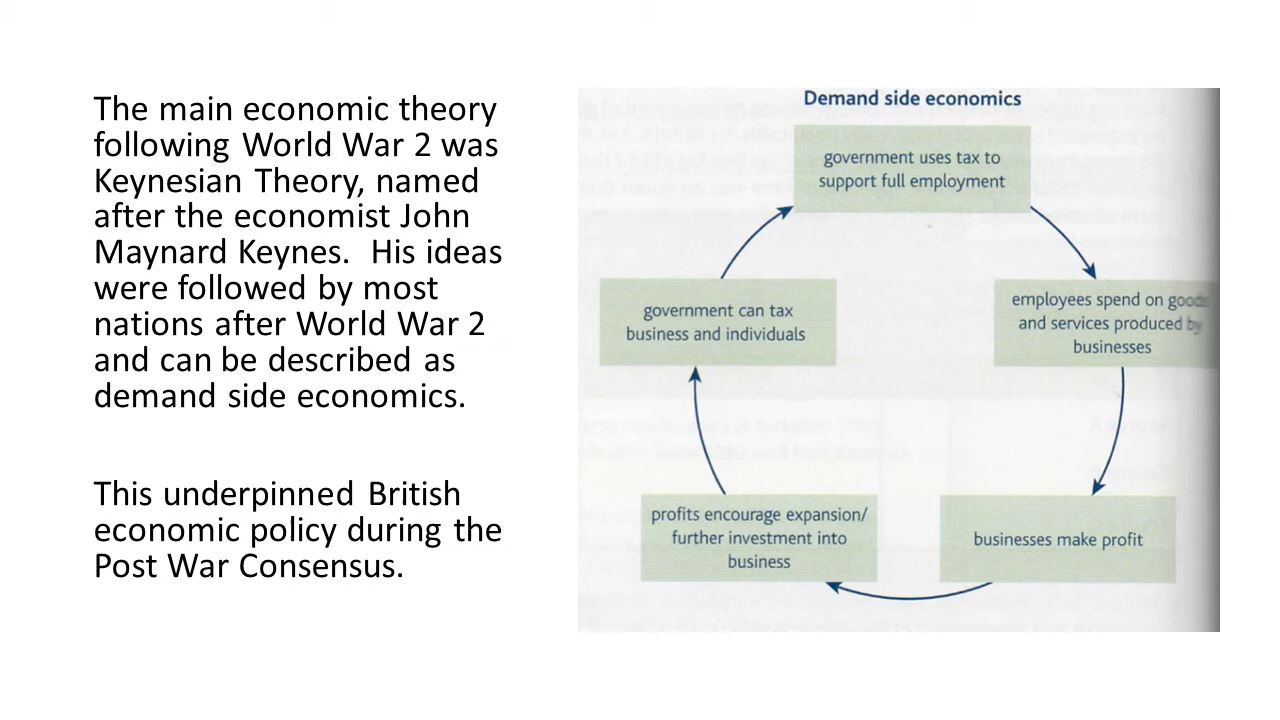 The main economic theory
following World War 2 was
Keynesian Theory, named
after the economist John
Maynard Keynes.  His ideas
were followed by most
nations after World War 2
and can be described as
demand side economics.
This underpinned British
economic policy during the
Post War Consensus.
Demand side economics
government uses tax to
support full employment
employees spend on goods
and services produced by
businesses
businesses make profit
profits encourage expansion/
further investment into
business
government can tax
business and individuals